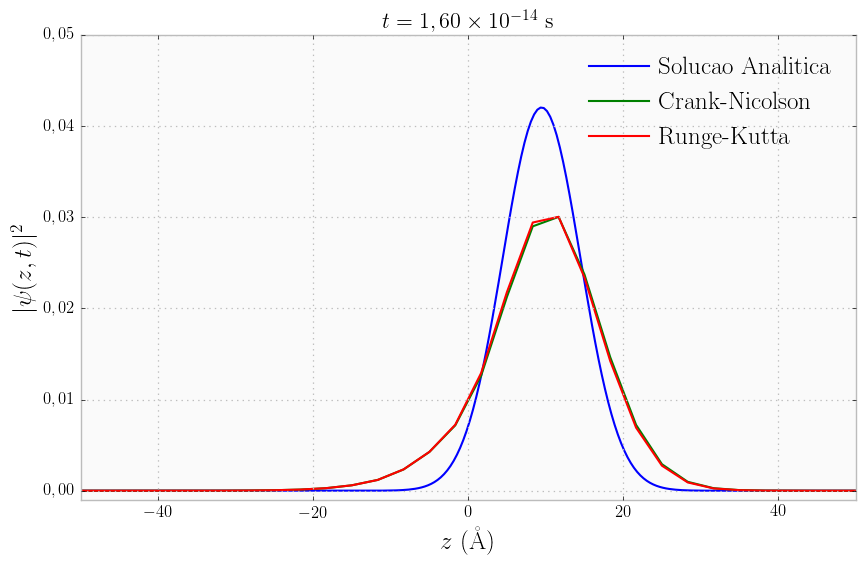 t = 1,60 × 10⁻¹⁴ s
0,05
0,04
0,03
0,02
0,01
0,00
|ψ(z, t)|²
Solucao Analitica
Crank-Nicolson
Runge-Kutta
−40 −20 0 20 40
z (Å)